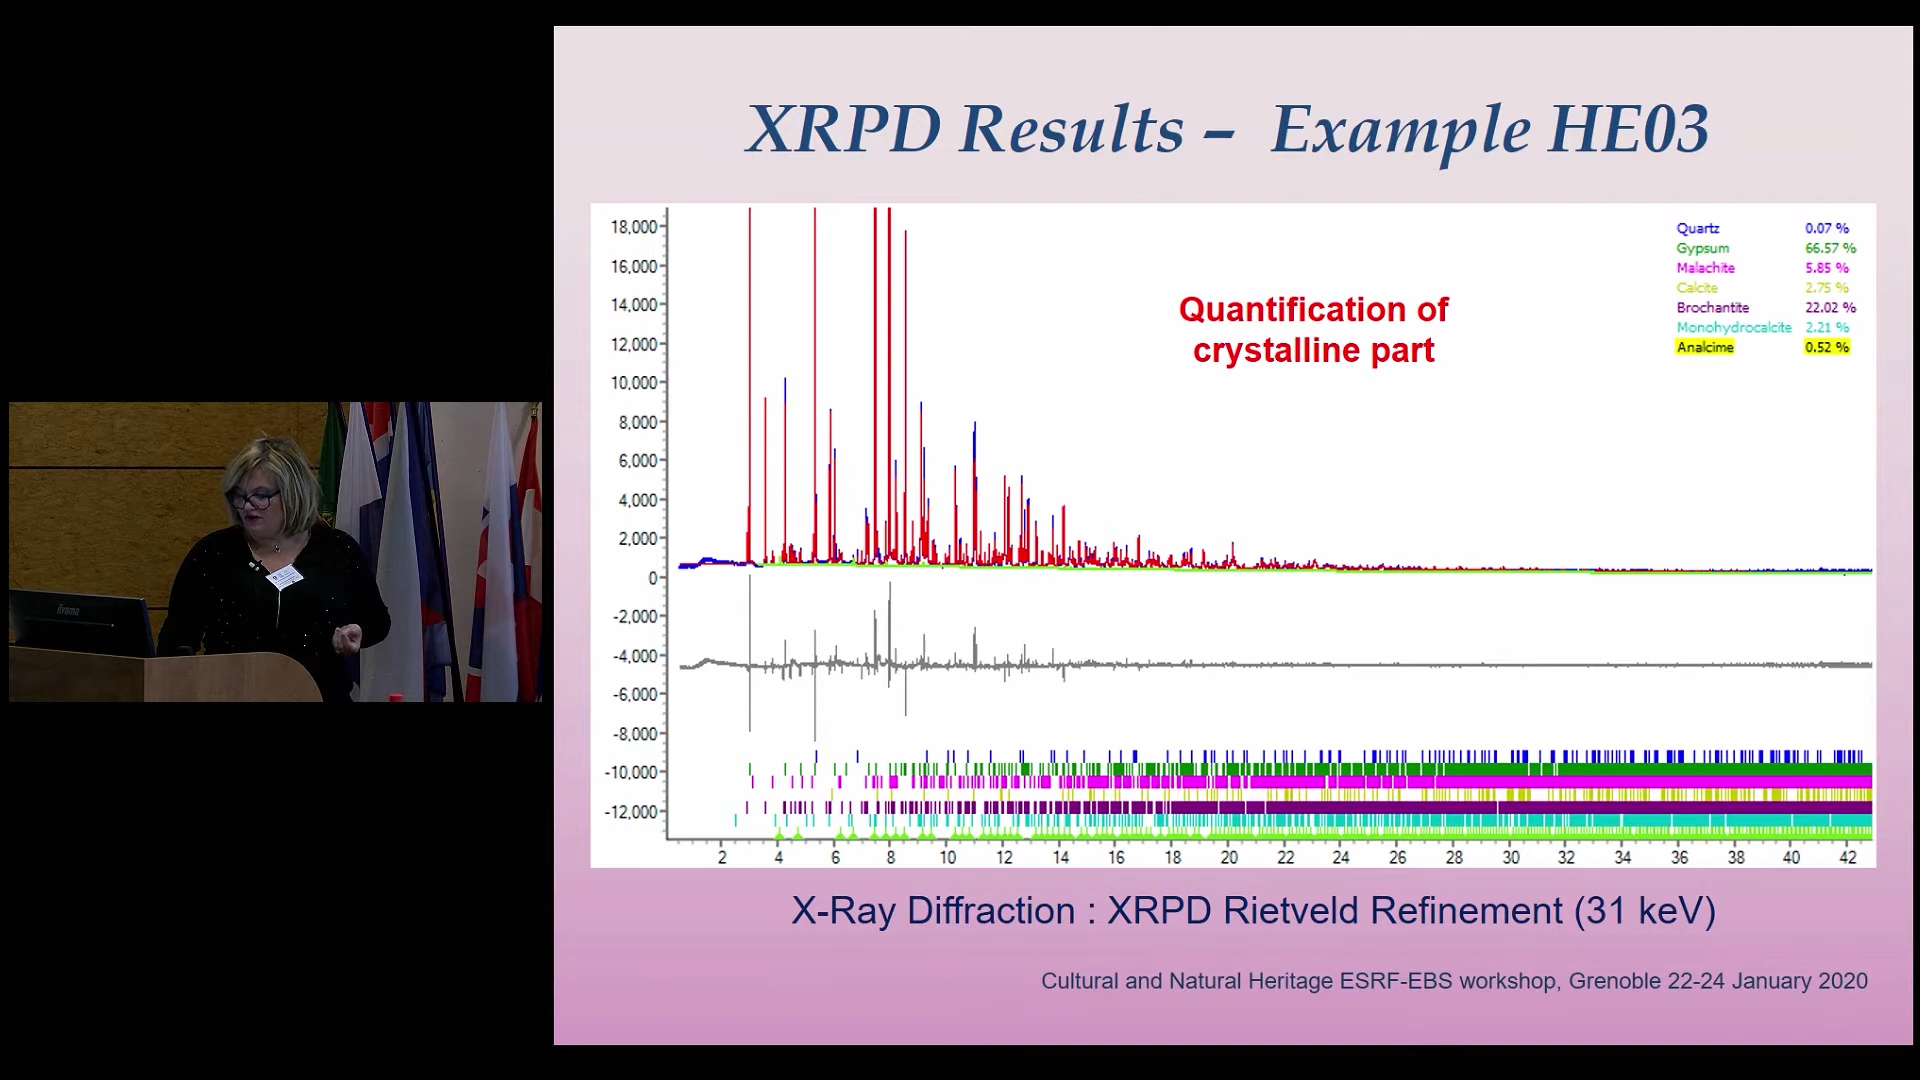 XRPD Results – Example HE03
18,000
16,000
14,000
12,000
10,000
8,000
6,000
4,000
2,000
0
-2,000
-4,000
-6,000
-8,000
-10,000
-12,000
Quartz 0.07 %
Gypsum 66.57 %
Malachite 5.85 %
Calcite 2.75 %
Brochantite 22.02 %
Monohydrocalcite 2.21 %
Analcime 0.52 %
Quantification of
crystalline part
2 4 6 8 10 12 14 16 18 20 22 24 26 28 30 32 34 36 38 40 42
X-Ray Diffraction : XRPD Rietveld Refinement (31 keV)
Cultural and Natural Heritage ESRF-EBS workshop, Grenoble 22-24 January 2020
iiyama